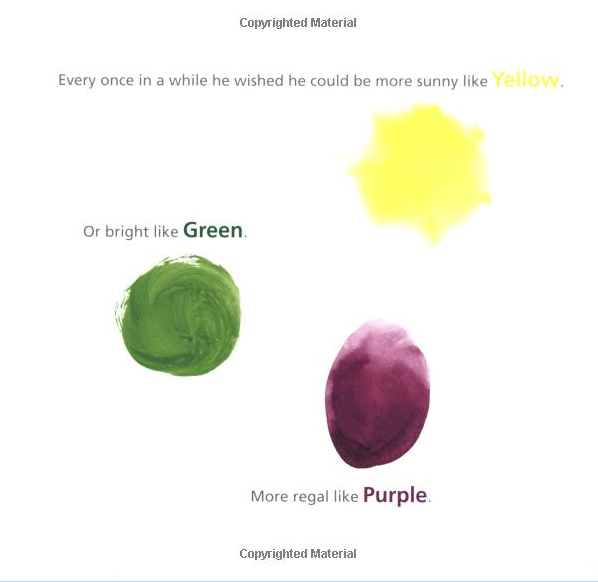 Copyrighted Material
Every once in a while he wished he could be more sunny like Yellow.
Or bright like Green.
More regal like Purple.
Copyrighted Material